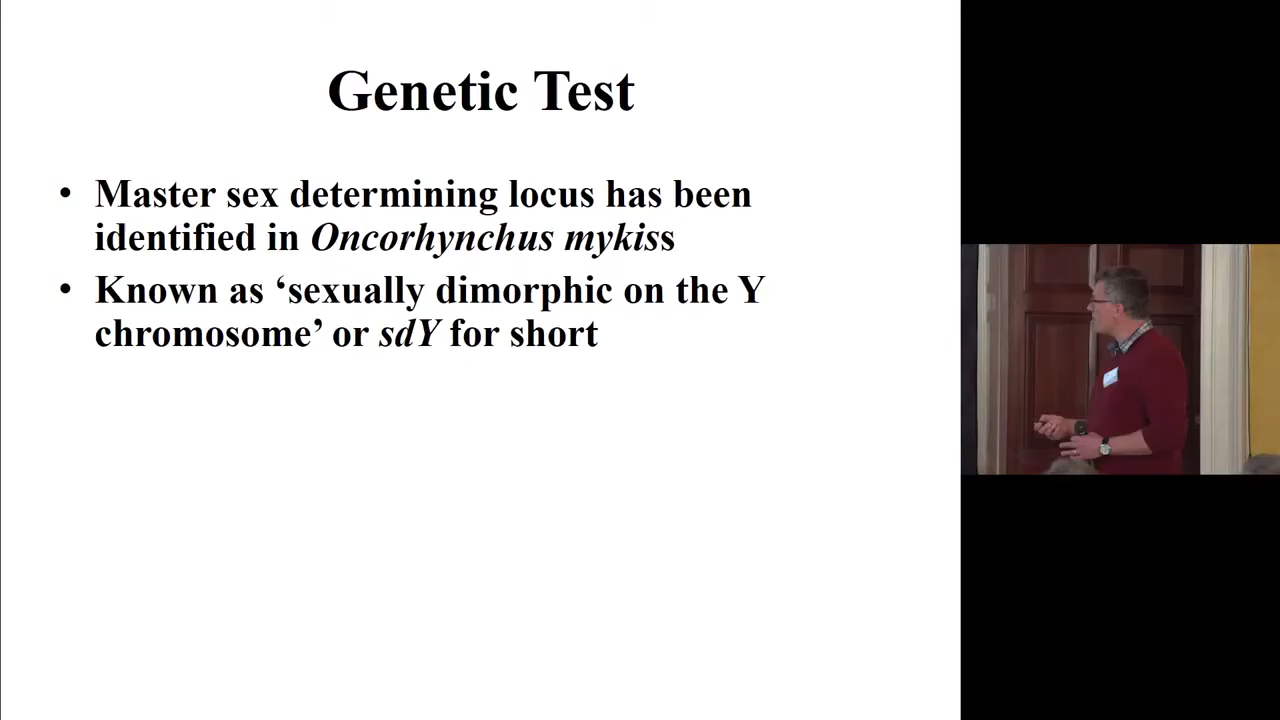 Genetic Test
• Master sex determining locus has been
identified in Oncorhynchus mykiss
• Known as ‘sexually dimorphic on the Y
chromosome’ or sdY for short